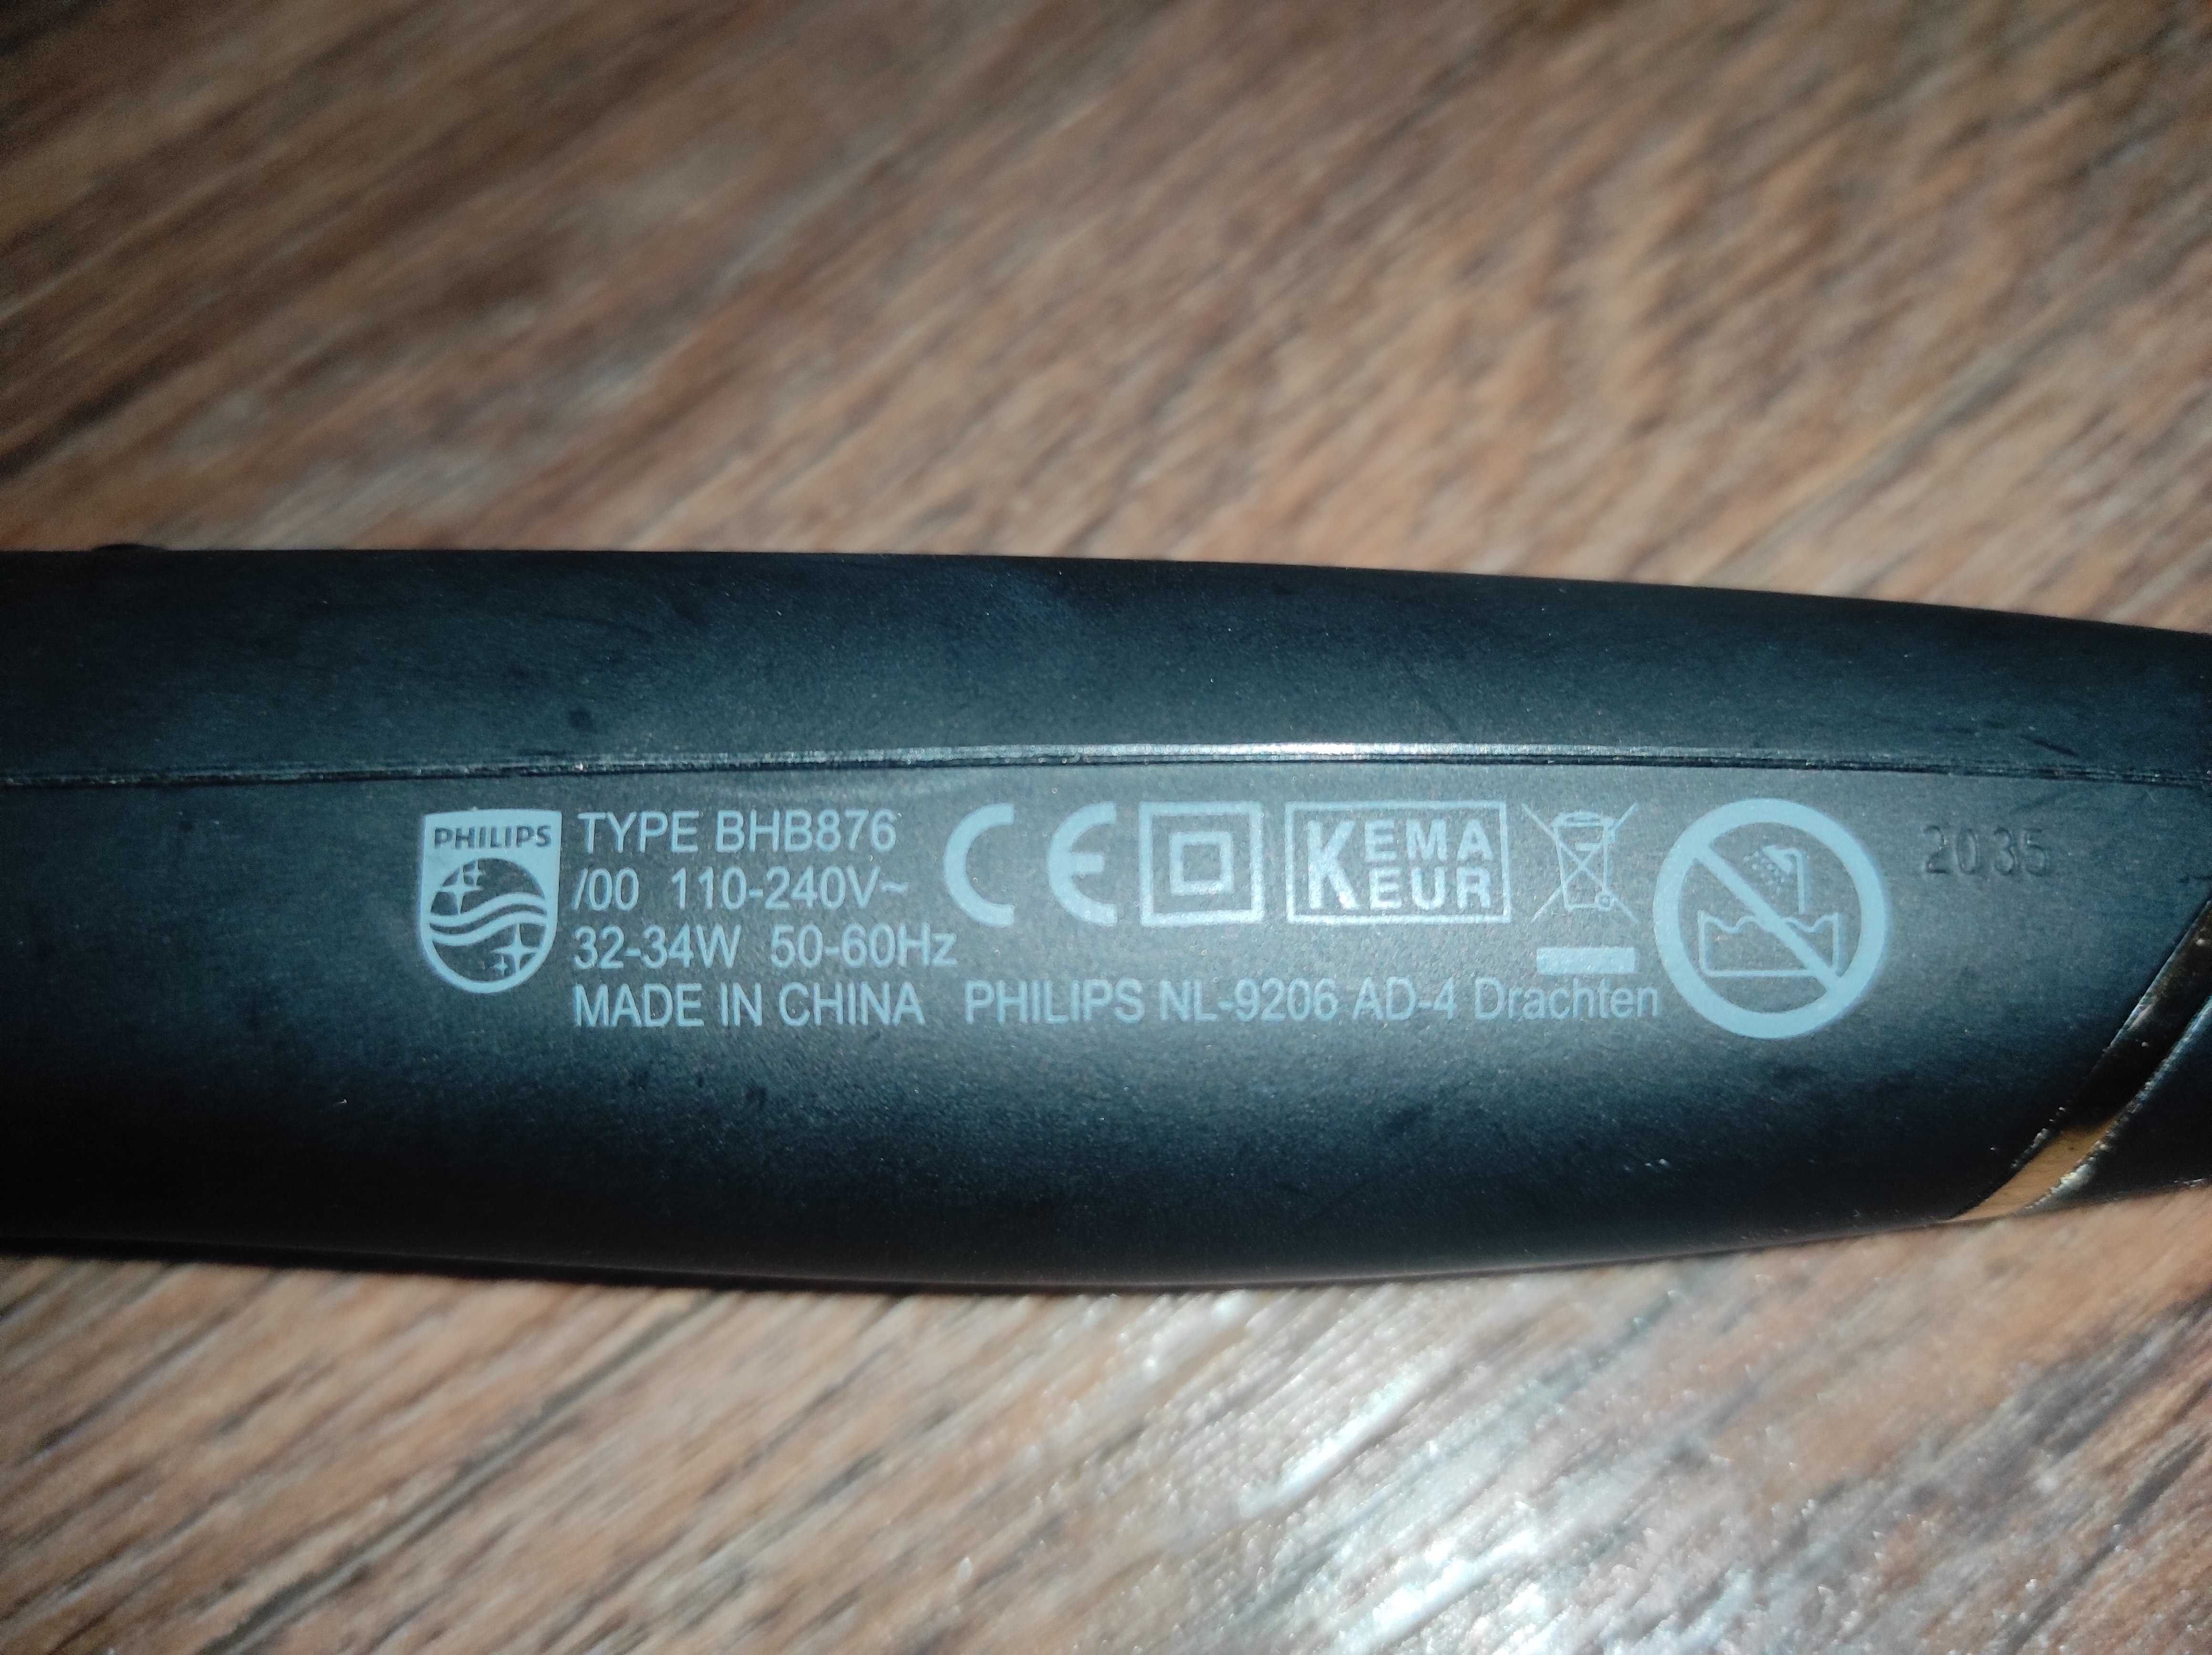 PHILIPS
TYPE BHB876
/00 110-240V~
32-34W 50-60Hz
MADE IN CHINA PHILIPS NL-9206 AD-4 Drachten
CE
KEMA
KEUR
2035